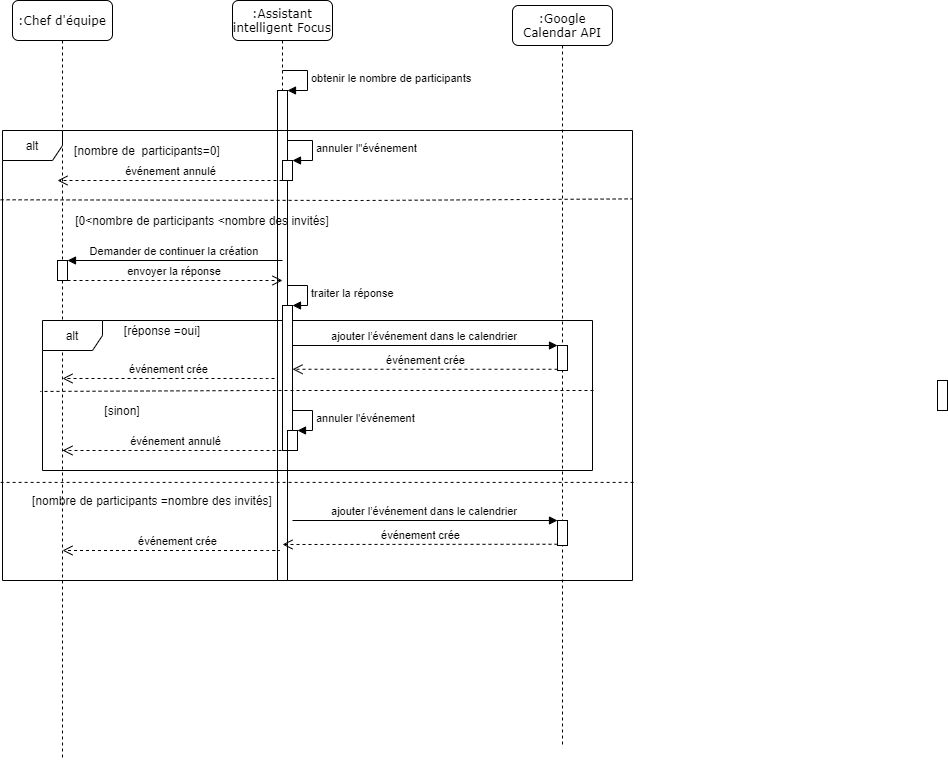 :Chef d'équipe
:Assistant
intelligent Focus
:Google
Calendar API
obtenir le nombre de participants
alt
[nombre de participants=0]
annuler l''événement
événement annulé
[0<nombre de participants <nombre des invités]
Demander de continuer la création
envoyer la réponse
traiter la réponse
alt
[réponse =oui]
ajouter l'événement dans le calendrier
événement crée
événement crée
[sinon]
annuler l'événement
événement annulé
[nombre de participants =nombre des invités]
ajouter l'événement dans le calendrier
événement crée
événement crée